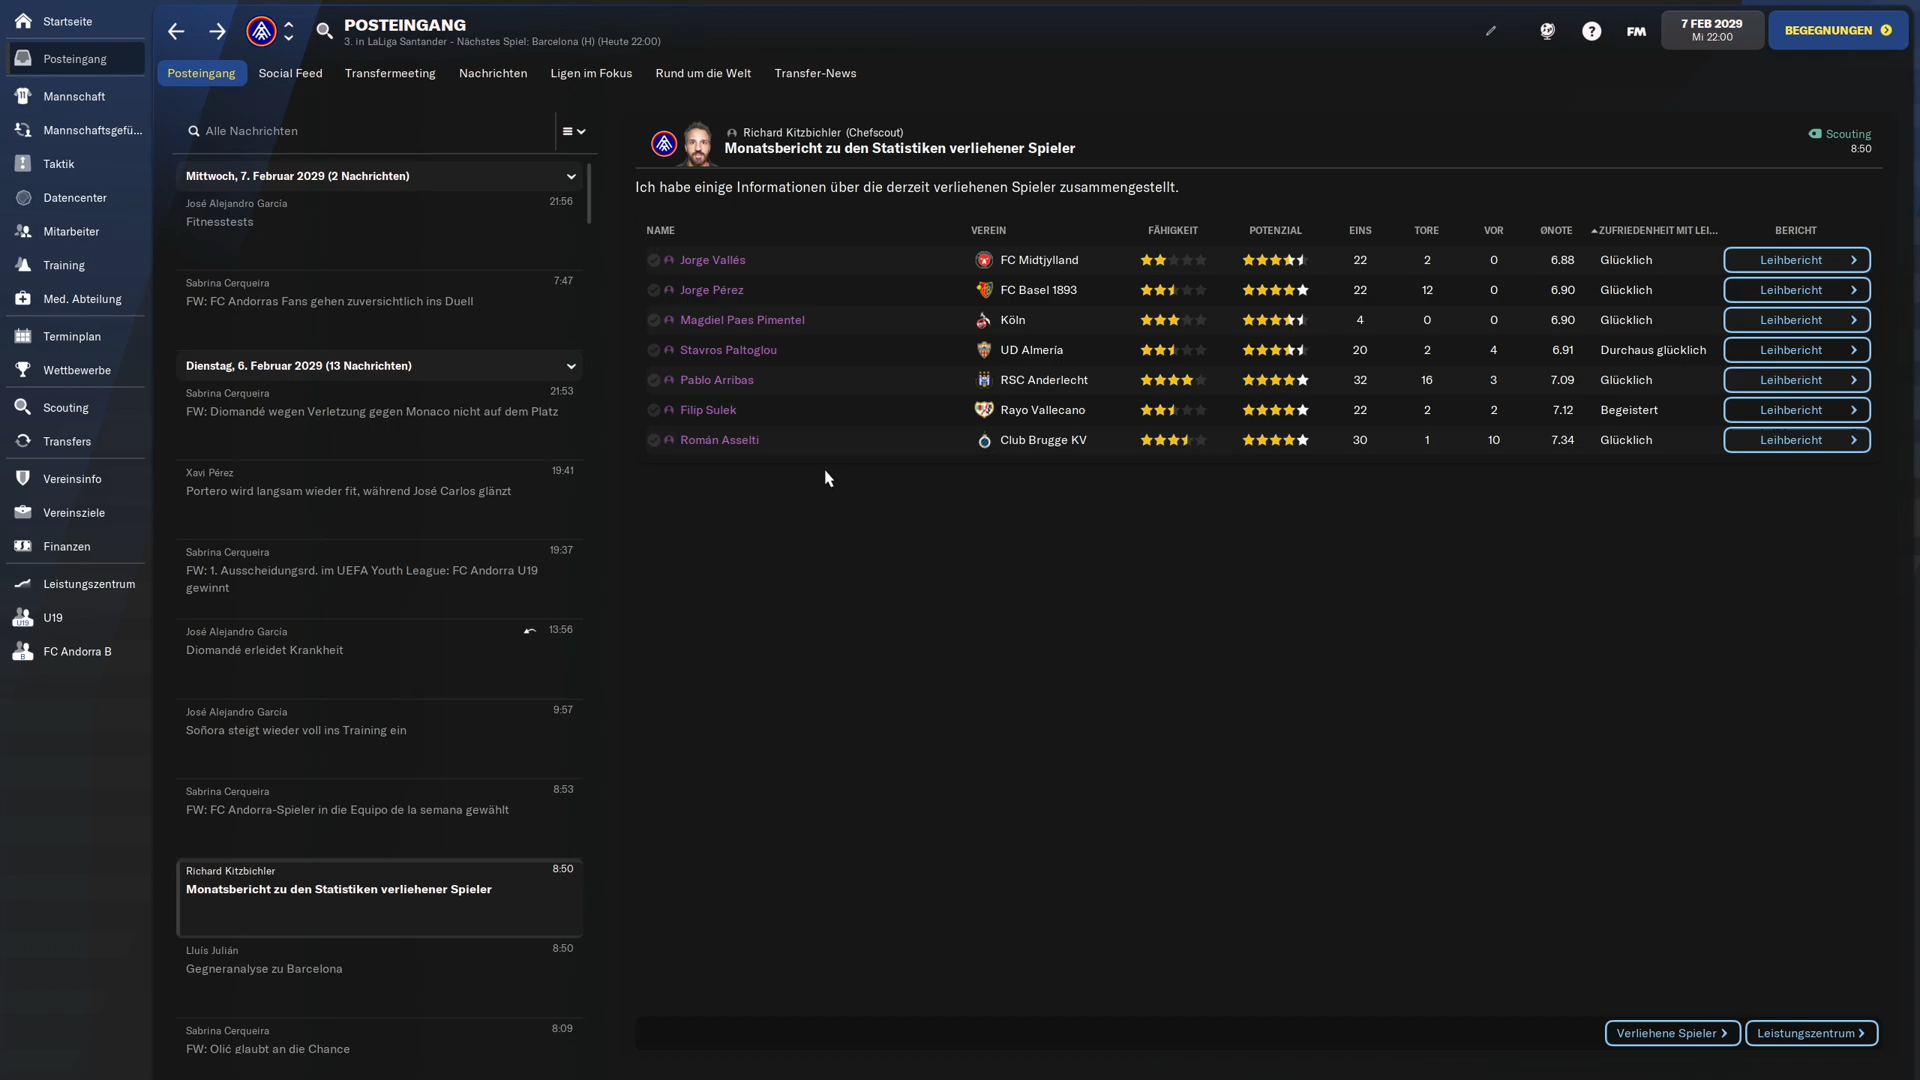 Startseite
Posteingang
Mannschaft
Mannschaftsgefü...
Taktik
Datencenter
Mitarbeiter
Training
Med. Abteilung
Terminplan
Wettbewerbe
Scouting
Transfers
Vereinsinfo
Vereinsziele
Finanzen
Leistungszentrum
U19
FC Andorra B
POSTEINGANG
3. in LaLiga Santander - Nächstes Spiel: Barcelona (H) (Heute 22:00)
FM
7 FEB 2029
Mi 22:00
BEGEGNUNGEN
Posteingang Social Feed Transfermeeting Nachrichten Ligen im Fokus Rund um die Welt Transfer-News
Alle Nachrichten
Mittwoch, 7. Februar 2029 (2 Nachrichten)
José Alejandro García 21:56
Fitnesstests
Sabrina Cerqueira 7:47
FW: FC Andorras Fans gehen zuversichtlich ins Duell
Dienstag, 6. Februar 2029 (13 Nachrichten)
Sabrina Cerqueira 21:53
FW: Diomandé wegen Verletzung gegen Monaco nicht auf dem Platz
Xavi Pérez 19:41
Portero wird langsam wieder fit, während José Carlos glänzt
Sabrina Cerqueira 19:37
FW: 1. Ausscheidungsrd. im UEFA Youth League: FC Andorra U19
gewinnt
José Alejandro García 13:56
Diomandé erleidet Krankheit
José Alejandro García 9:57
Soñora steigt wieder voll ins Training ein
Sabrina Cerqueira 8:53
FW: FC Andorra-Spieler in die Equipo de la semana gewählt
Richard Kitzbichler 8:50
Monatsbericht zu den Statistiken verliehener Spieler
Lluís Julián 8:50
Gegneranalyse zu Barcelona
Sabrina Cerqueira 8:09
FW: Olić glaubt an die Chance
Richard Kitzbichler (Chefscout)
Monatsbericht zu den Statistiken verliehener Spieler
Scouting
8:50
Ich habe einige Informationen über die derzeit verliehenen Spieler zusammengestellt.
NAME VEREIN FÄHIGKEIT POTENZIAL EINS TORE VOR ØNOTE ZUFRIEDENHEIT MIT LEI... BERICHT
Jorge Vallés FC Midtjylland 22 2 0 6.88 Glücklich Leihbericht
Jorge Pérez FC Basel 1893 22 12 0 6.90 Glücklich Leihbericht
Magdiel Paes Pimentel Köln 4 0 0 6.90 Glücklich Leihbericht
Stavros Paltoglou UD Almería 20 2 4 6.91 Durchaus glücklich Leihbericht
Pablo Arribas RSC Anderlecht 32 16 3 7.09 Glücklich Leihbericht
Filip Sulek Rayo Vallecano 22 2 2 7.12 Begeistert Leihbericht
Román Asselti Club Brugge KV 30 1 10 7.34 Glücklich Leihbericht
Verliehene Spieler Leistungszentrum